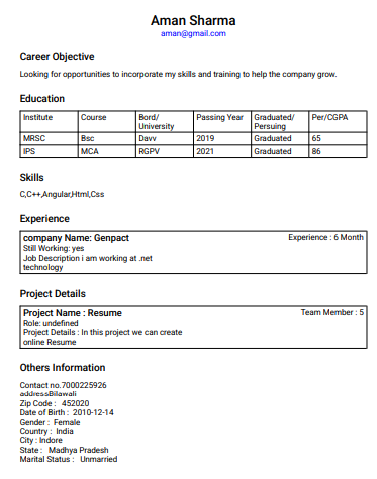 Aman Sharma
aman@gmail.com
Career Objective
Looking for opportunities to incorporate my skills and training to help the company grow.
Education
Institute Course Bord/ University Passing Year Graduated/ Persuing Per/CGPA
MRSC Bsc Davv 2019 Graduated 65
IPS MCA RGPV 2021 Graduated 86
Skills
C,C++,Angular,Html,Css
Experience
company Name: Genpact Experience : 6 Month
Still Working: yes
Job Description i am working at .net
technology
Project Details
Project Name : Resume Team Member : 5
Role: undefined
Project Details : In this project we can create
online Resume
Others Information
Contact no.7000225926
addressBilawali
Zip Code : 452020
Date of Birth : 2010-12-14
Gender : Female
Country : India
City : Indore
State : Madhya Pradesh
Marital Status : Unmarried